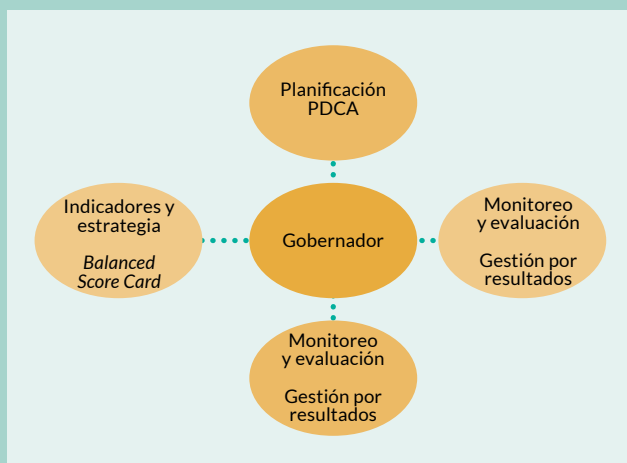 Planificación
PDCA
Indicadores y
estrategia
Balanced
Score Card
Gobernador
Monitoreo
y evaluación
Gestión por
resultados
Monitoreo
y evaluación
Gestión por
resultados